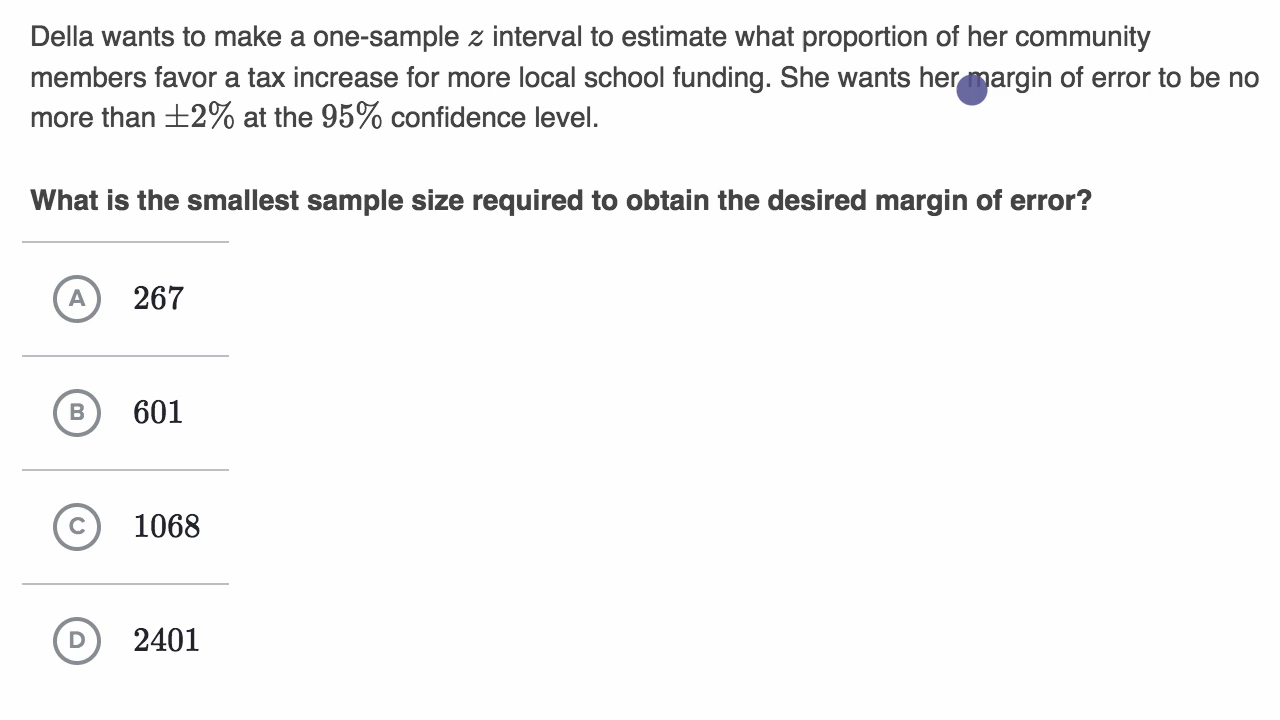 Della wants to make a one-sample z interval to estimate what proportion of her community
members favor a tax increase for more local school funding. She wants her margin of error to be no
more than ±2% at the 95% confidence level.
What is the smallest sample size required to obtain the desired margin of error?
A 267
B 601
C 1068
D 2401